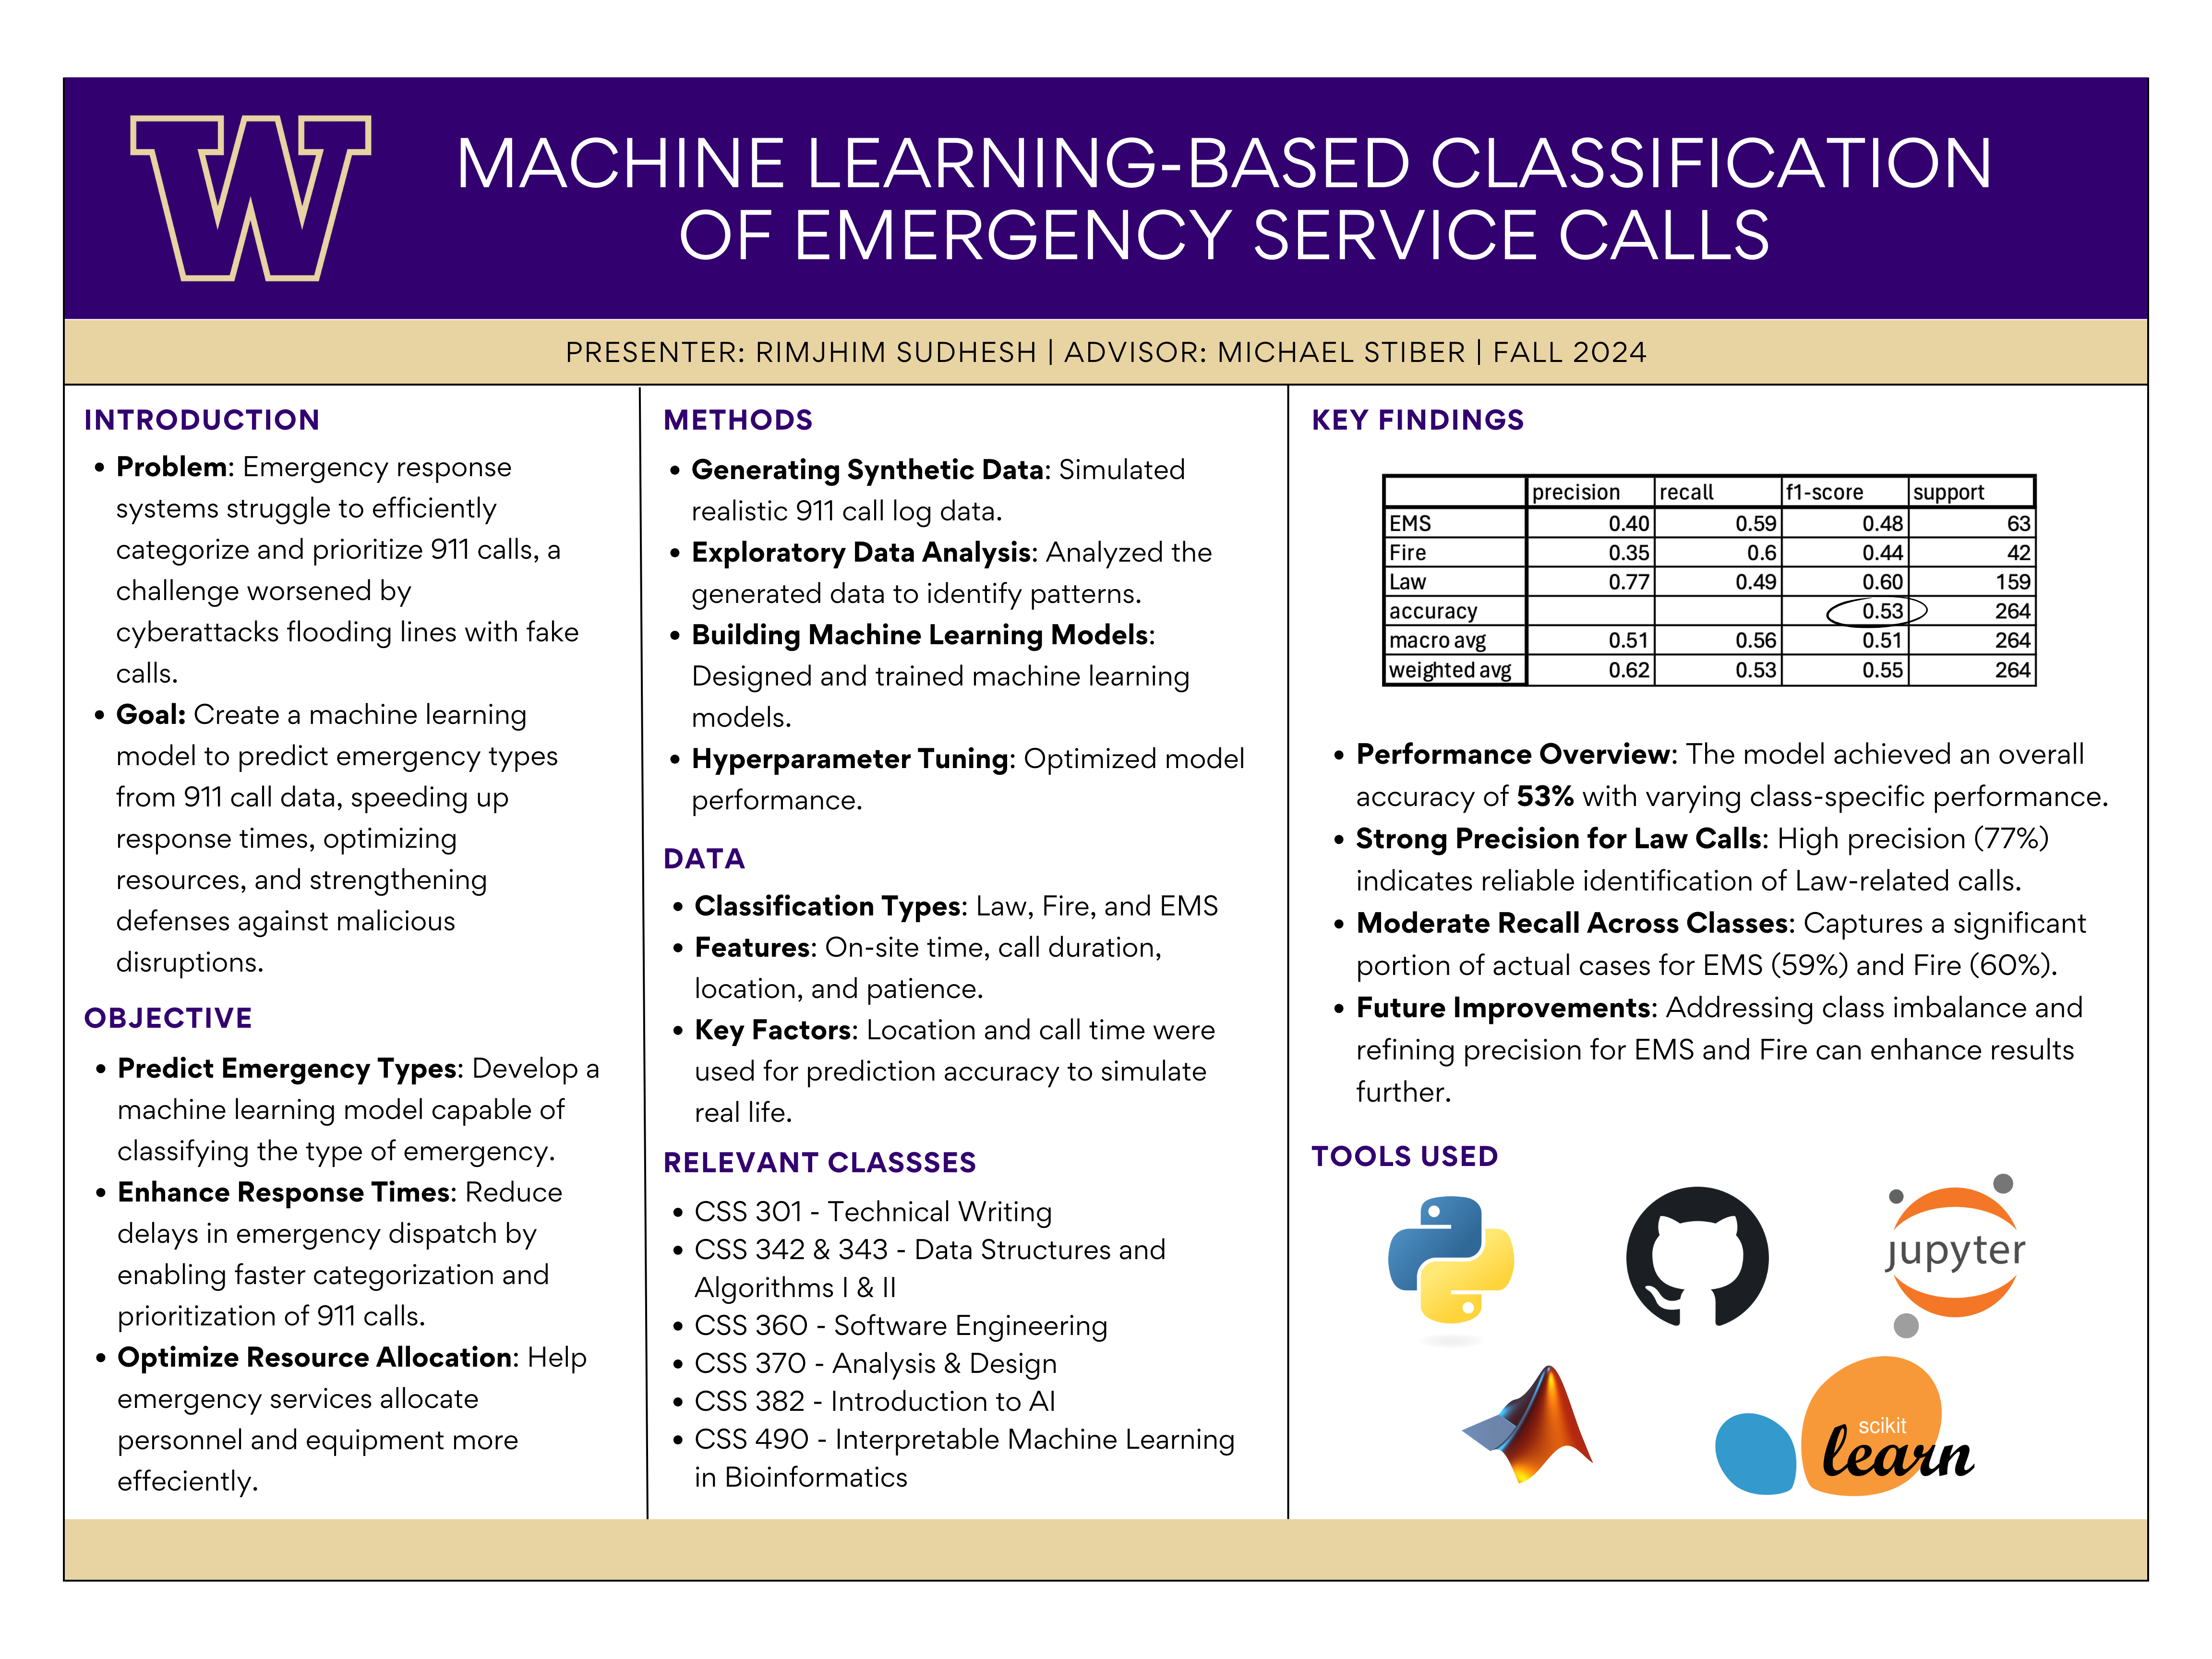 W
MACHINE LEARNING-BASED CLASSIFICATION
OF EMERGENCY SERVICE CALLS
PRESENTER: RIMJHIM SUDHESH | ADVISOR: MICHAEL STIBER | FALL 2024
INTRODUCTION
• Problem: Emergency response
systems struggle to efficiently
categorize and prioritize 911 calls, a
challenge worsened by
cyberattacks flooding lines with fake
calls.
• Goal: Create a machine learning
model to predict emergency types
from 911 call data, speeding up
response times, optimizing
resources, and strengthening
defenses against malicious
disruptions.
OBJECTIVE
• Predict Emergency Types: Develop a
machine learning model capable of
classifying the type of emergency.
• Enhance Response Times: Reduce
delays in emergency dispatch by
enabling faster categorization and
prioritization of 911 calls.
• Optimize Resource Allocation: Help
emergency services allocate
personnel and equipment more
effeciently.
METHODS
• Generating Synthetic Data: Simulated
realistic 911 call log data.
• Exploratory Data Analysis: Analyzed the
generated data to identify patterns.
• Building Machine Learning Models:
Designed and trained machine learning
models.
• Hyperparameter Tuning: Optimized model
performance.
DATA
• Classification Types: Law, Fire, and EMS
• Features: On-site time, call duration,
location, and patience.
• Key Factors: Location and call time were
used for prediction accuracy to simulate
real life.
RELEVANT CLASSSES
• CSS 301 - Technical Writing
• CSS 342 & 343 - Data Structures and
Algorithms I & II
• CSS 360 - Software Engineering
• CSS 370 - Analysis & Design
• CSS 382 - Introduction to AI
• CSS 490 - Interpretable Machine Learning
in Bioinformatics
KEY FINDINGS
precision recall f1-score support
EMS 0.40 0.59 0.48 63
Fire 0.35 0.6 0.44 42
Law 0.77 0.49 0.60 159
accuracy 0.53 264
macro avg 0.51 0.56 0.51 264
weighted avg 0.62 0.53 0.55 264
• Performance Overview: The model achieved an overall
accuracy of 53% with varying class-specific performance.
• Strong Precision for Law Calls: High precision (77%)
indicates reliable identification of Law-related calls.
• Moderate Recall Across Classes: Captures a significant
portion of actual cases for EMS (59%) and Fire (60%).
• Future Improvements: Addressing class imbalance and
refining precision for EMS and Fire can enhance results
further.
TOOLS USED
jupyter
scikit
learn